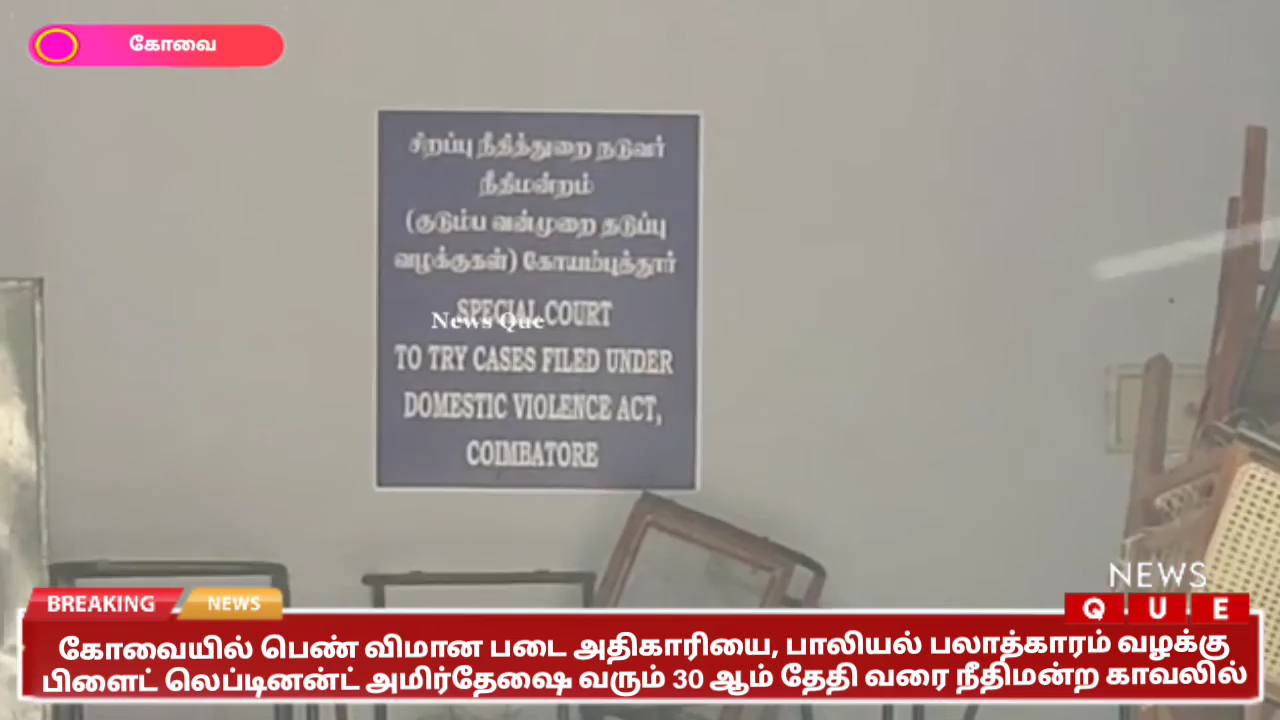 கோவை
சிறப்பு நீதித்துறை நடுவர்
நீதிமன்றம்
(குடும்ப வன்முறை தடுப்பு
வழக்குகள்) கோயம்புத்தூர்
SPECIAL COURT
News Que
TO TRY CASES FILED UNDER
DOMESTIC VIOLENCE ACT,
COIMBATORE
NEWS
QUE
BREAKING NEWS
கோவையில் பெண் விமான படை அதிகாரியை, பாலியல் பலாத்காரம் வழக்கு
பிளைட் லெப்டினன்ட் அமிர்தேஷை வரும் 30 ஆம் தேதி வரை நீதிமன்ற காவலில்